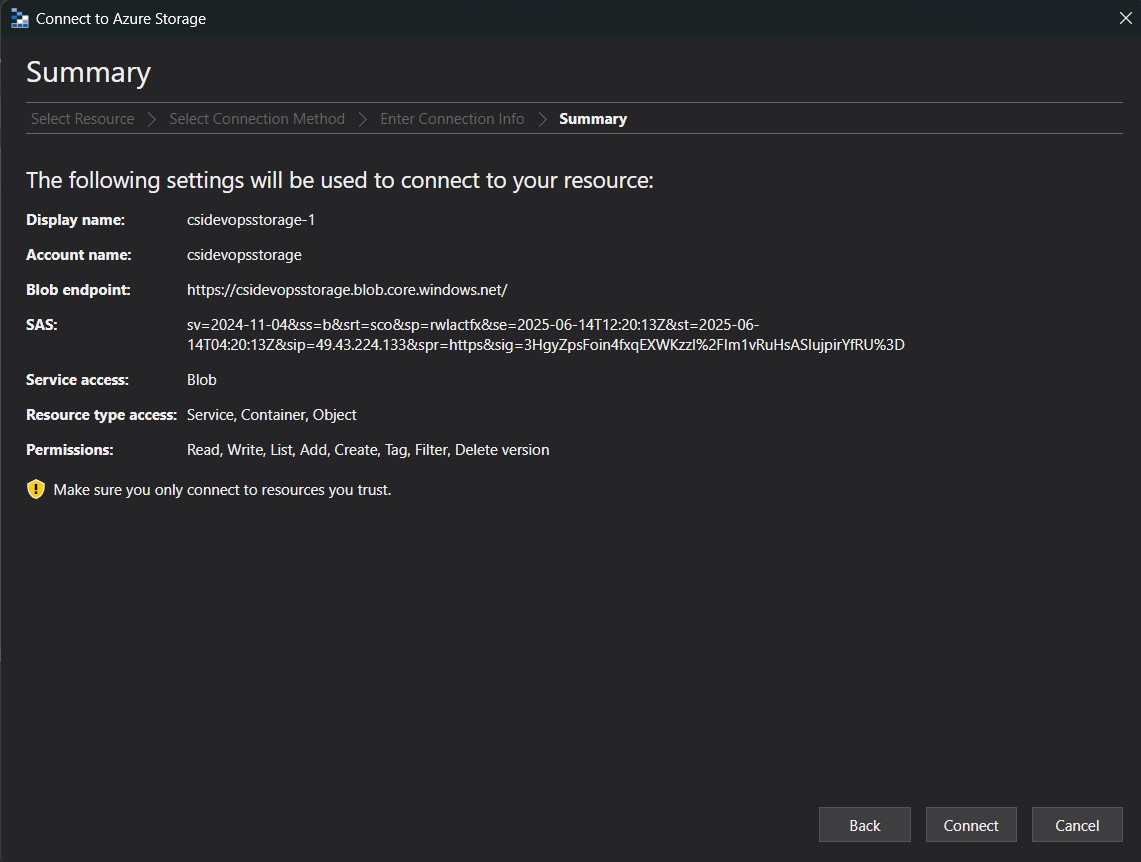 Connect to Azure Storage
Summary
Select Resource > Select Connection Method > Enter Connection Info > Summary
The following settings will be used to connect to your resource:
Display name: csidevopsstorage-1
Account name: csidevopsstorage
Blob endpoint: https://csidevopsstorage.blob.core.windows.net/
SAS: sv=2024-11-04&ss=b&srt=sco&sp=rwlactfx&se=2025-06-14T12:20:13Z&st=2025-06-
14T04:20:13Z&sip=49.43.224.133&spr=https&sig=3HgyZpsFoin4fxqEXWKzzI%2FIm1vRuHsASIujpirYfRU%3D
Service access: Blob
Resource type access: Service, Container, Object
Permissions: Read, Write, List, Add, Create, Tag, Filter, Delete version
Make sure you only connect to resources you trust.
Back Connect Cancel